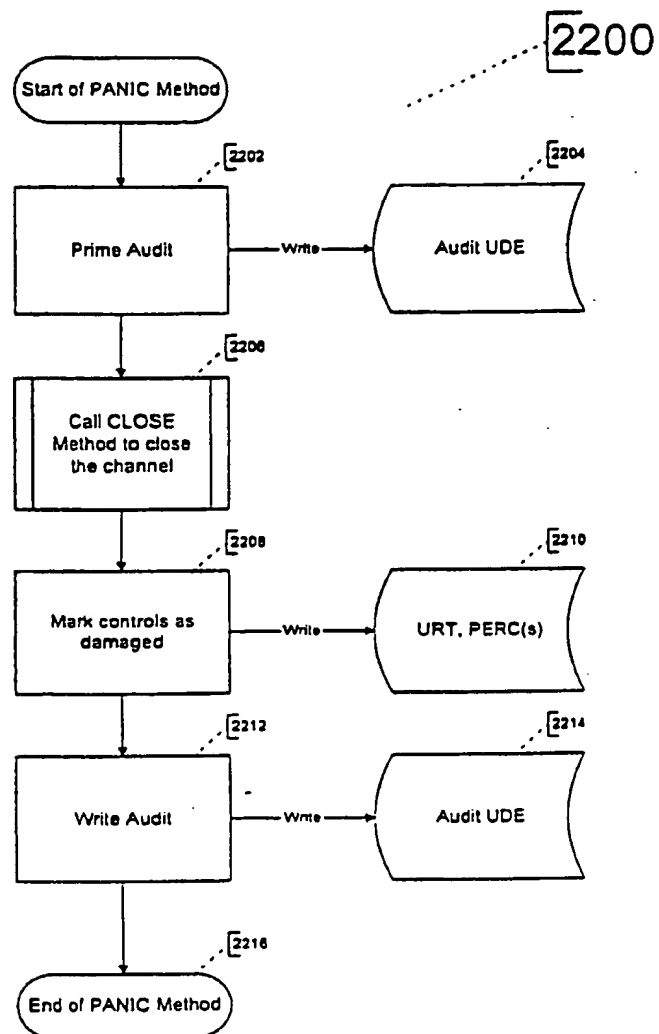 2200
Start of PANIC Method
2202
2204
Prime Audit
Write
Audit UDE
2206
Call CLOSE
Method to close
the channel
2208
2210
Mark controls as
damaged
Write
URT, PERC(s)
2212
2214
Write Audit
Write
Audit UDE
2216
End of PANIC Method